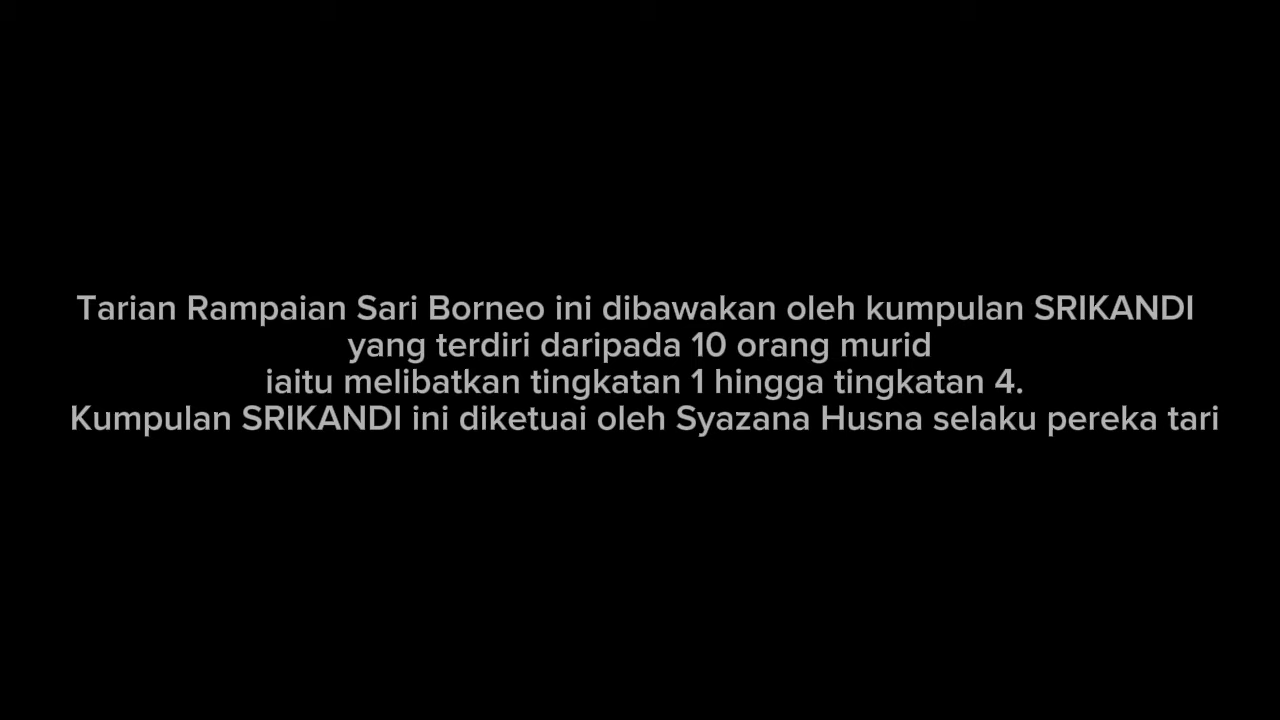 Tarian Rampaian Sari Borneo ini dibawakan oleh kumpulan SRIKANDI
yang terdiri daripada 10 orang murid
iaitu melibatkan tingkatan 1 hingga tingkatan 4.
Kumpulan SRIKANDI ini diketuai oleh Syazana Husna selaku pereka tari